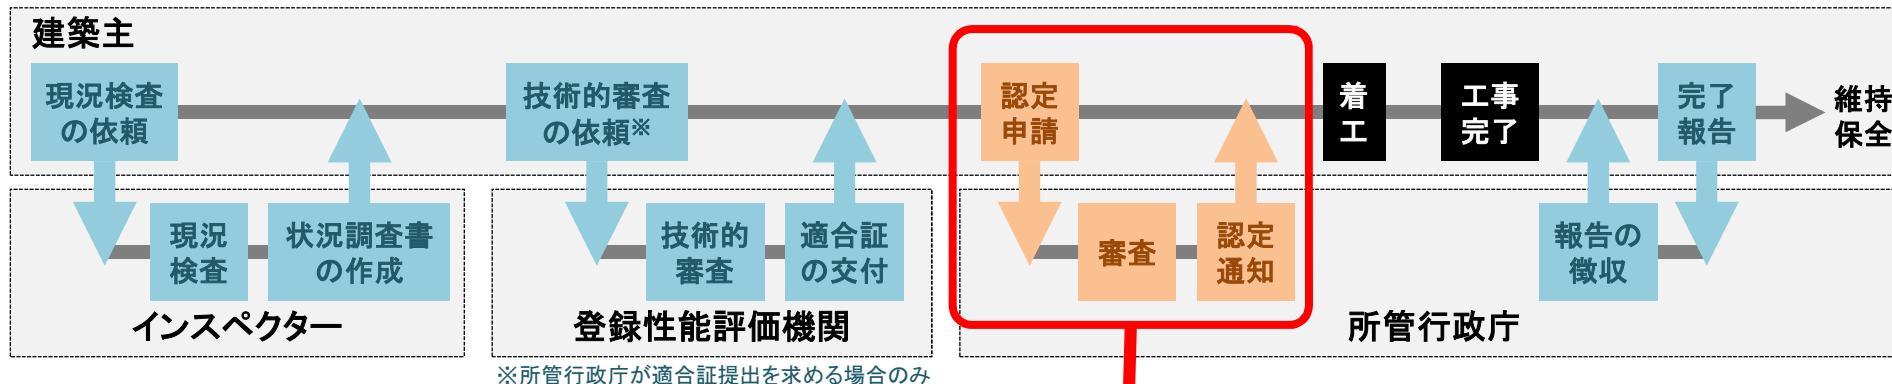 建築主
現況検査
の依頼
技術的審査
の依頼※
認定
申請
着
工
工事
完了
完了
報告
維持
保全
現況
検査
状況調査書
の作成
インスペクター
技術的
審査
適合証
の交付
登録性能評価機関
審査
認定
通知
報告の
徴収
所管行政庁
※所管行政庁が適合証提出を求める場合のみ